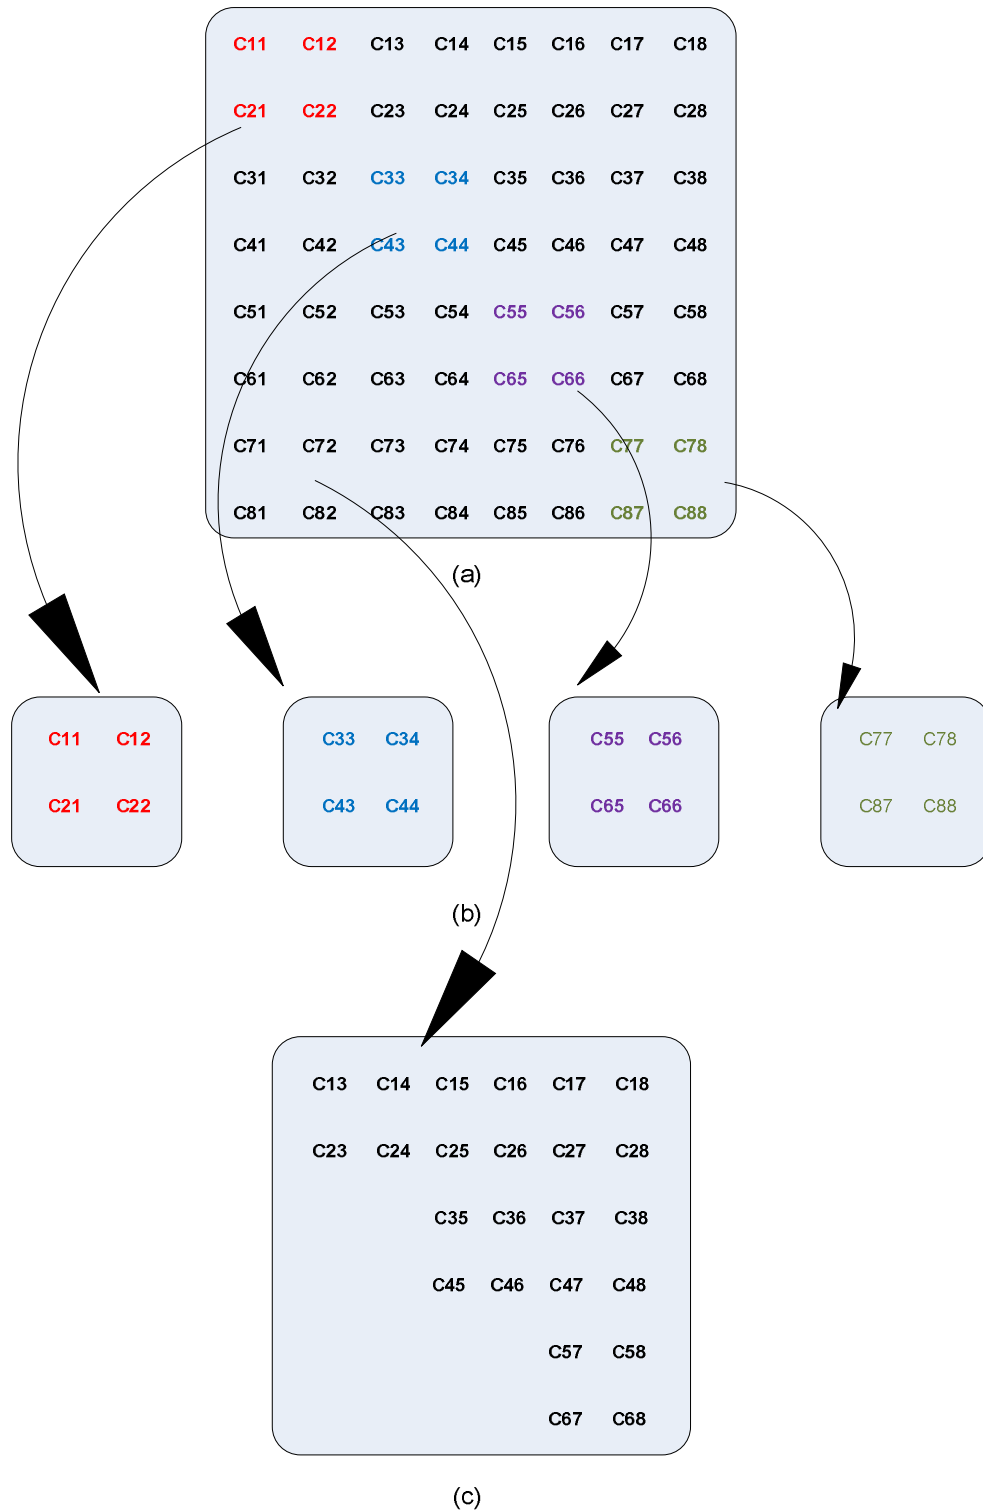 C11 C12 C13 C14 C15 C16 C17 C18
C21 C22 C23 C24 C25 C26 C27 C28
C31 C32 C33 C34 C35 C36 C37 C38
C41 C42 C43 C44 C45 C46 C47 C48
C51 C52 C53 C54 C55 C56 C57 C58
C61 C62 C63 C64 C65 C66 C67 C68
C71 C72 C73 C74 C75 C76 C77 C78
C81 C82 C83 C84 C85 C86 C87 C88
(a)
C11 C12
C21 C22
C33 C34
C43 C44
C55 C56
C65 C66
C77 C78
C87 C88
(b)
C13 C14 C15 C16 C17 C18
C23 C24 C25 C26 C27 C28
C35 C36 C37 C38
C45 C46 C47 C48
C57 C58
C67 C68
(c)